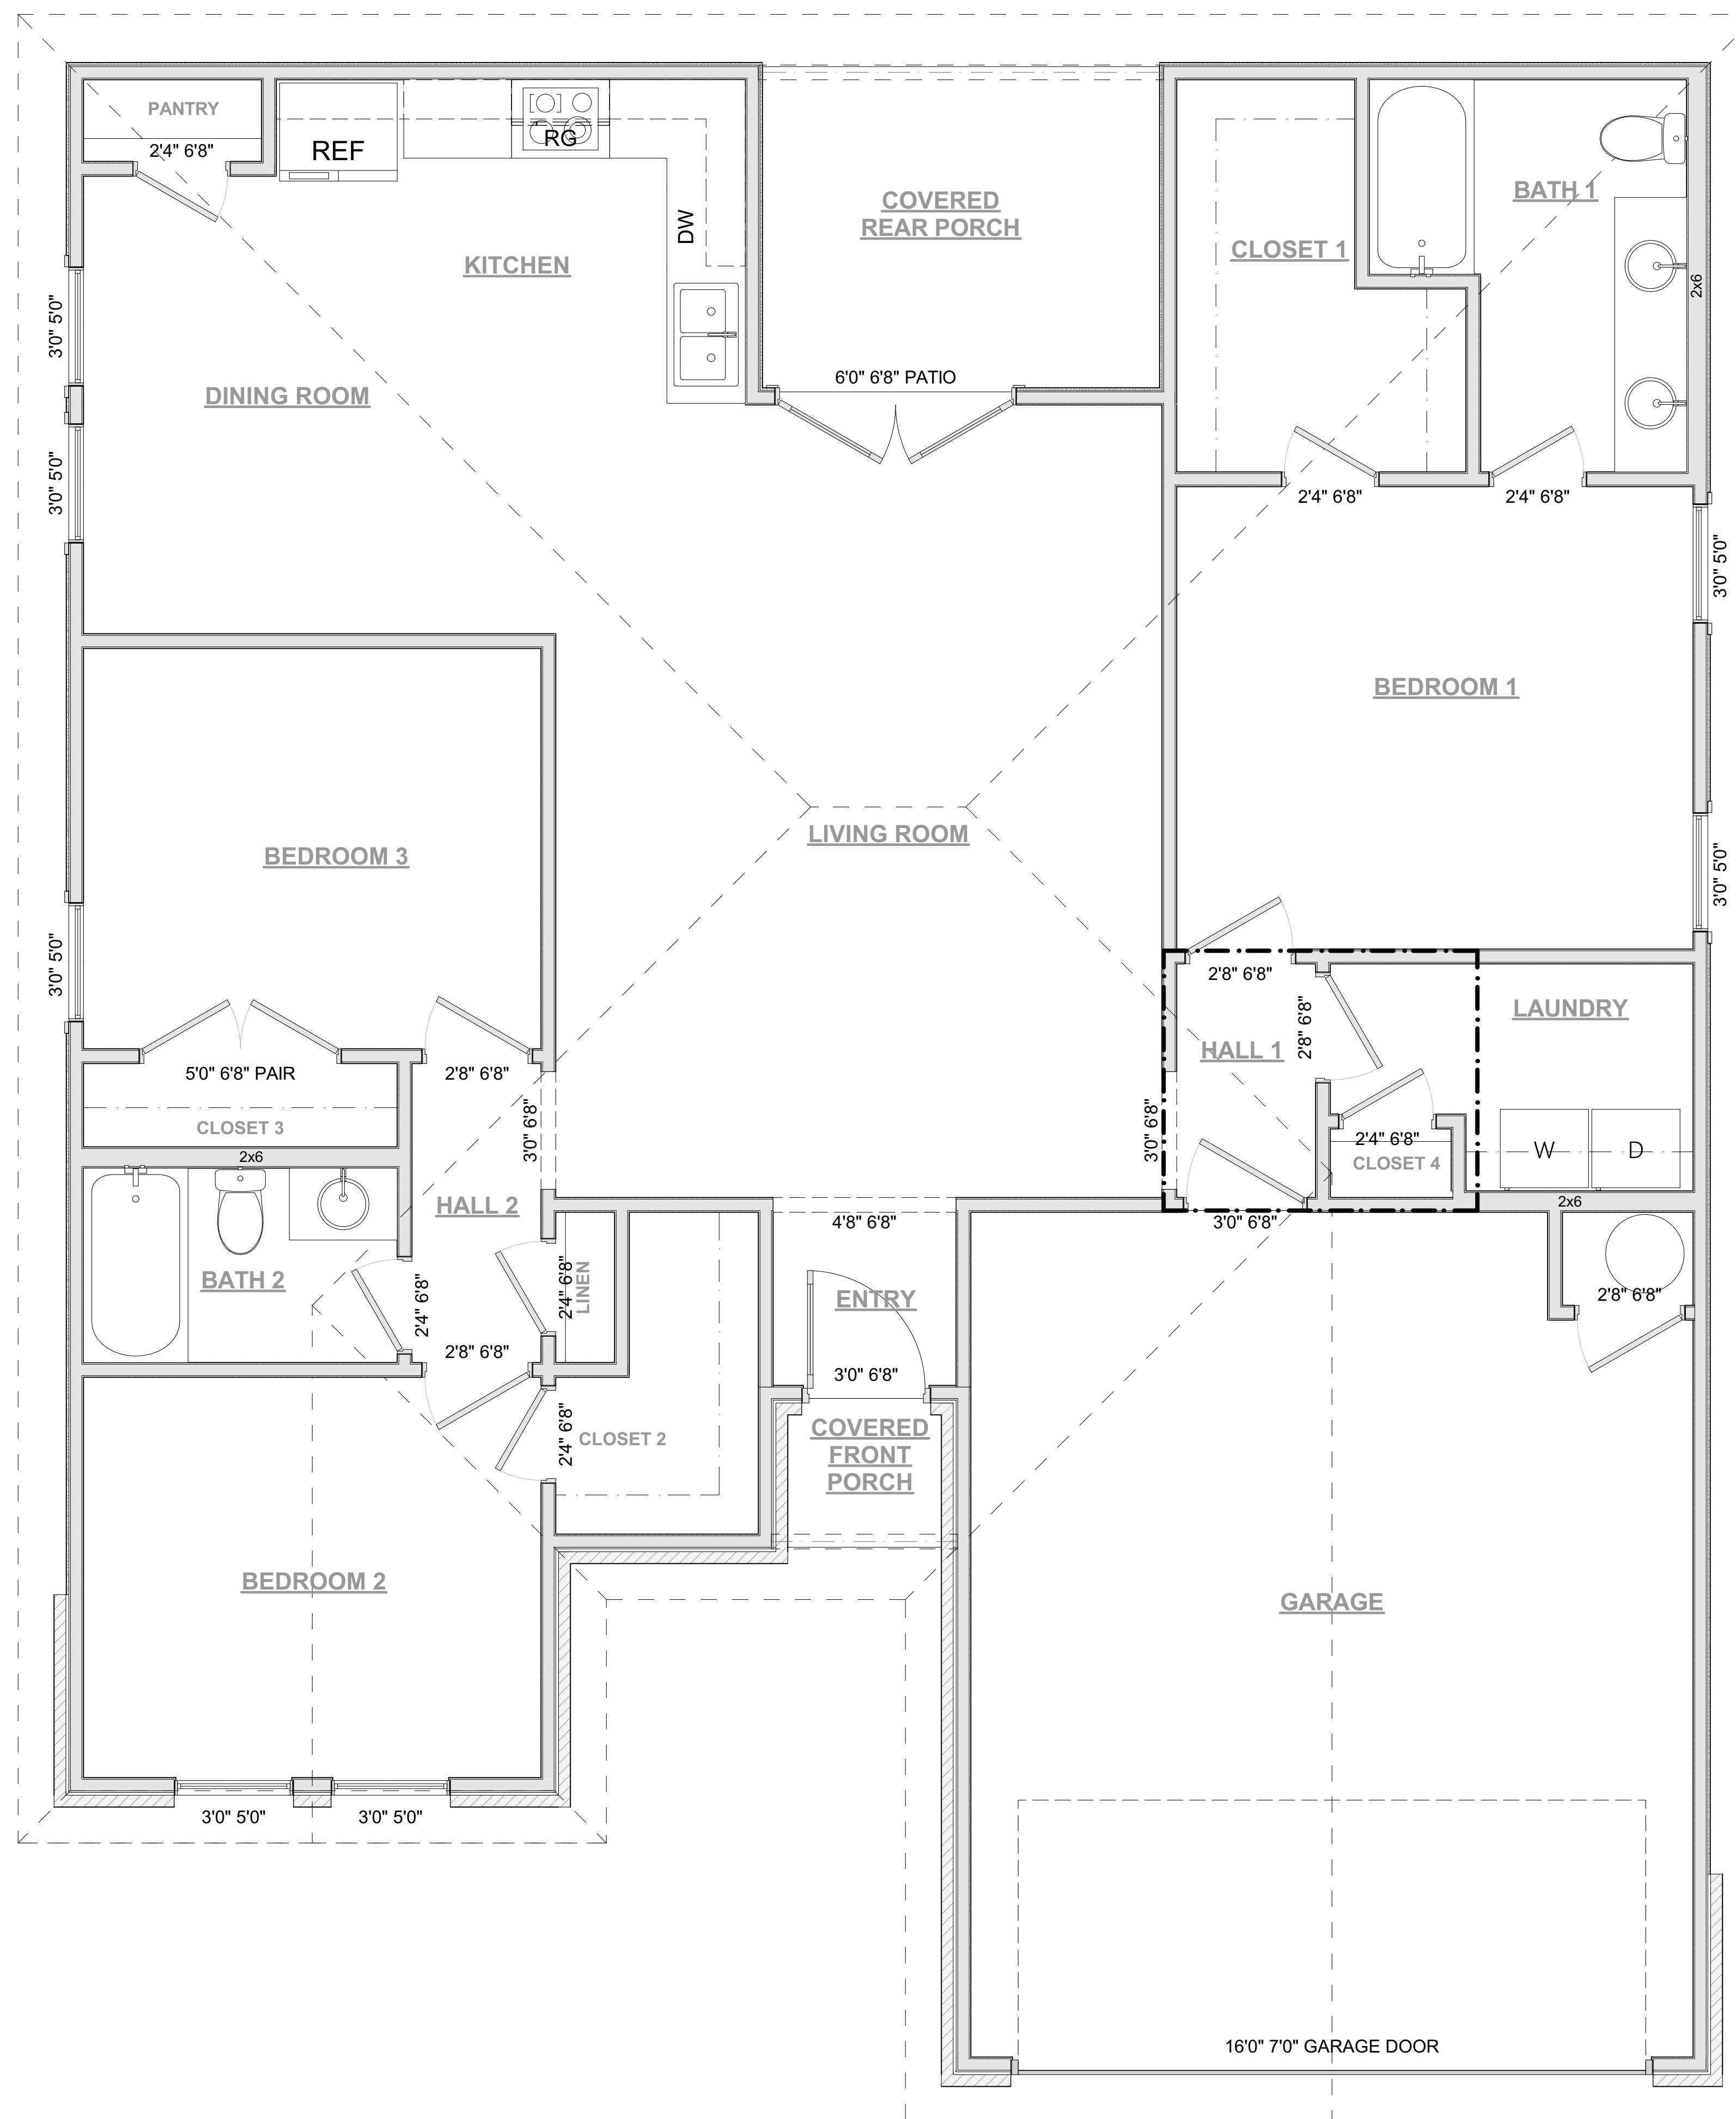 PANTRY
2'4" 6'8"
REF
RG
DW
KITCHEN
COVERED
REAR PORCH
CLOSET 1
BATH 1
2x6
3'0" 5'0"
DINING ROOM
6'0" 6'8" PATIO
3'0" 5'0"
2'4" 6'8"
2'4" 6'8"
3'0" 5'0"
BEDROOM 1
LIVING ROOM
BEDROOM 3
3'0" 5'0"
3'0" 5'0"
2'8" 6'8"
2'8" 6'8"
LAUNDRY
HALL 1
5'0" 6'8" PAIR
2'8" 6'8"
CLOSET 3
3'0" 6'8"
3'0" 6'8"
2'4" 6'8"
CLOSET 4
W
D
2x6
HALL 2
4'8" 6'8"
3'0" 6'8"
2x6
BATH 2
2'4" 6'8"
2'4" 6'8"
LINEN
ENTRY
2'8" 6'8"
2'8" 6'8"
3'0" 6'8"
2'4" 6'8"
CLOSET 2
COVERED
FRONT
PORCH
BEDROOM 2
GARAGE
3'0" 5'0"
3'0" 5'0"
16'0" 7'0" GARAGE DOOR